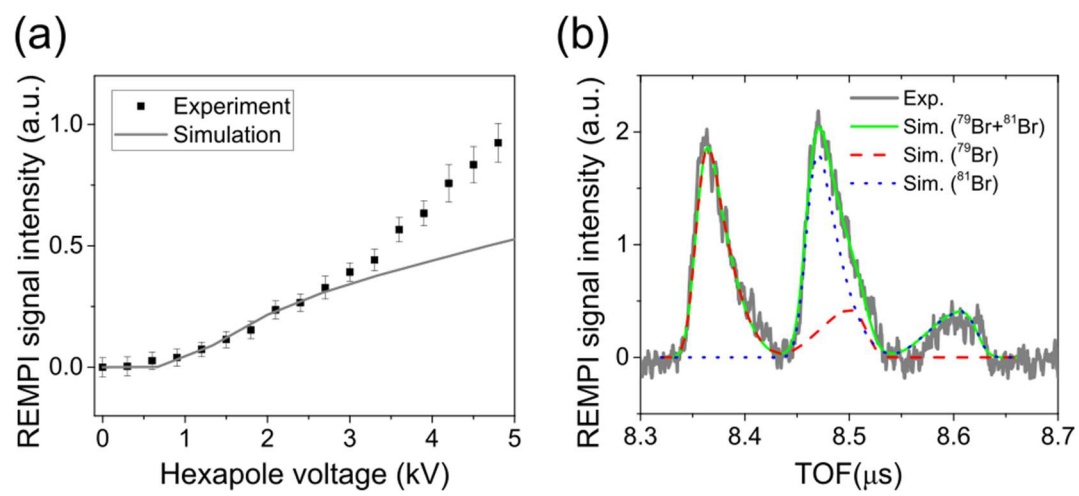 (a)
REMPI signal intensity (a.u.)
1.0
0.5
0.0
Experiment
Simulation
0 1 2 3 4 5
Hexapole voltage (kV)
(b)
REMPI signal intensity (a.u.)
2
1
0
Exp.
Sim. (⁷⁹Br+⁸¹Br)
Sim. (⁷⁹Br)
Sim. (⁸¹Br)
8.3 8.4 8.5 8.6 8.7
TOF(μs)